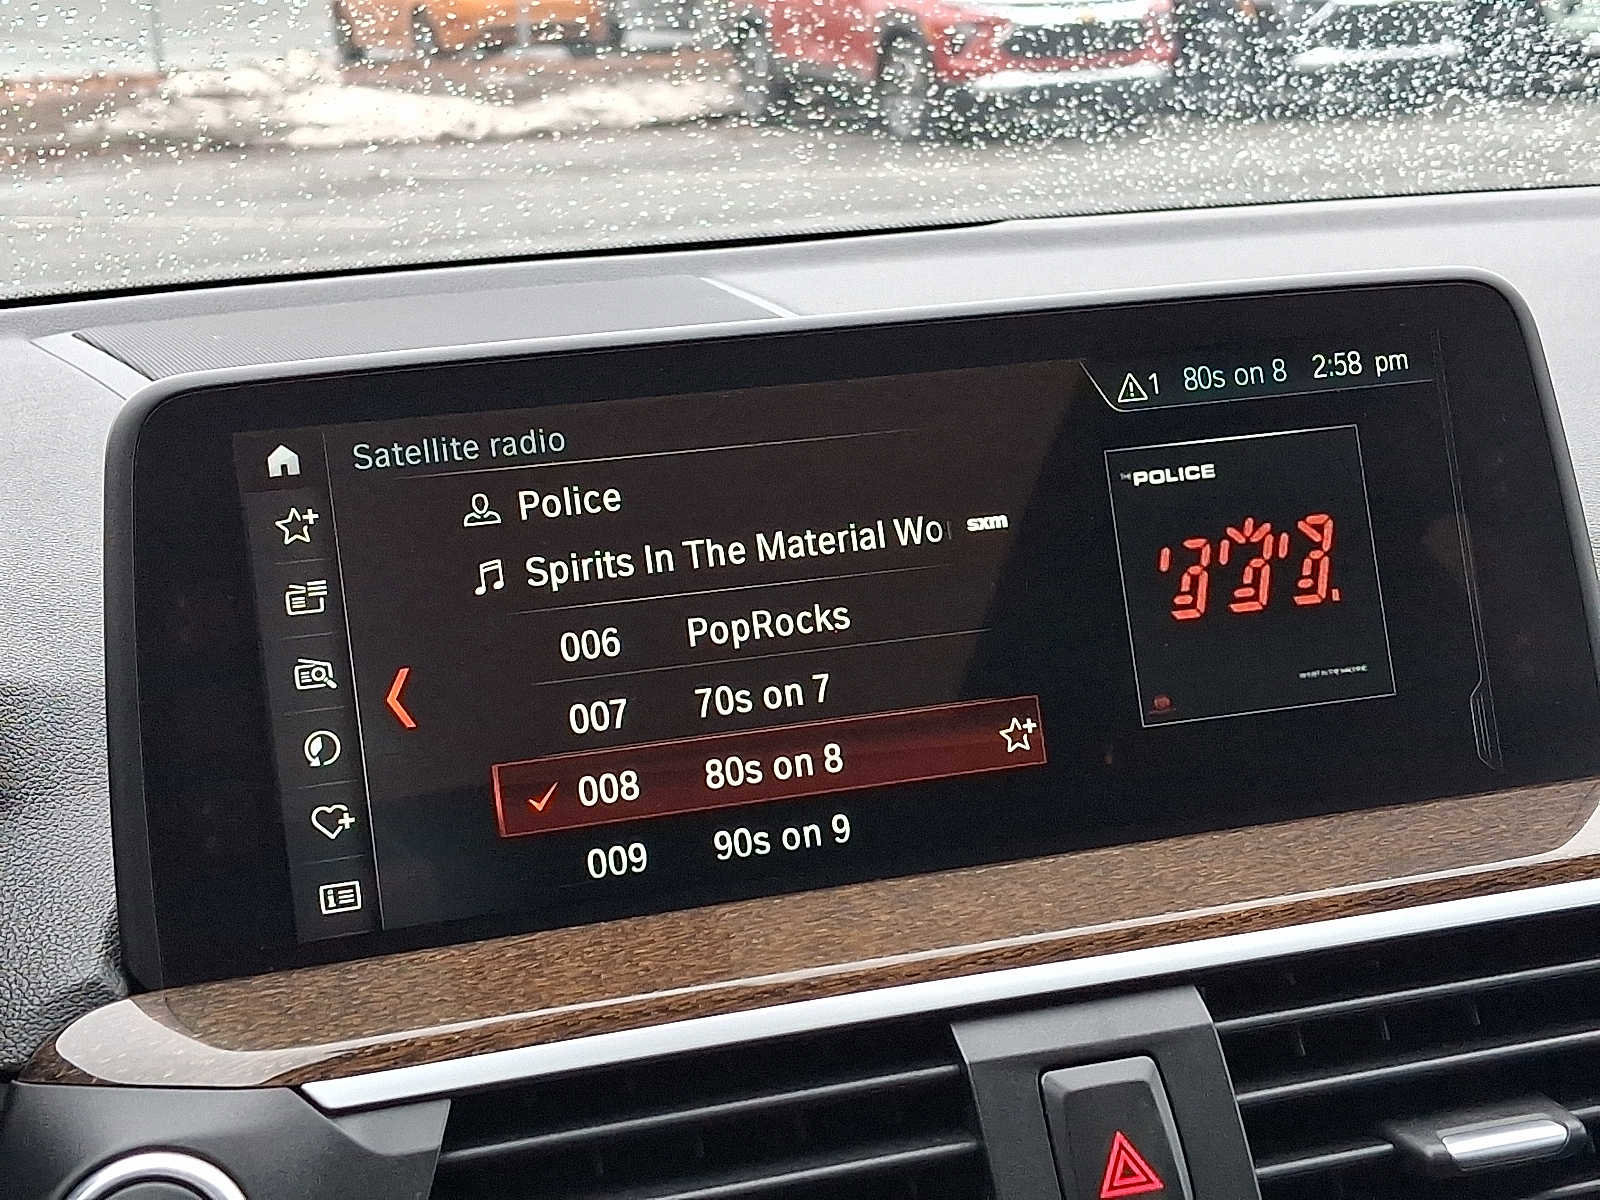 1 80s on 8 2:58 pm
Satellite radio
Police
Spirits In The Material Wo
sxm
006 PopRocks
007 70s on 7
008 80s on 8
009 90s on 9
THE POLICE